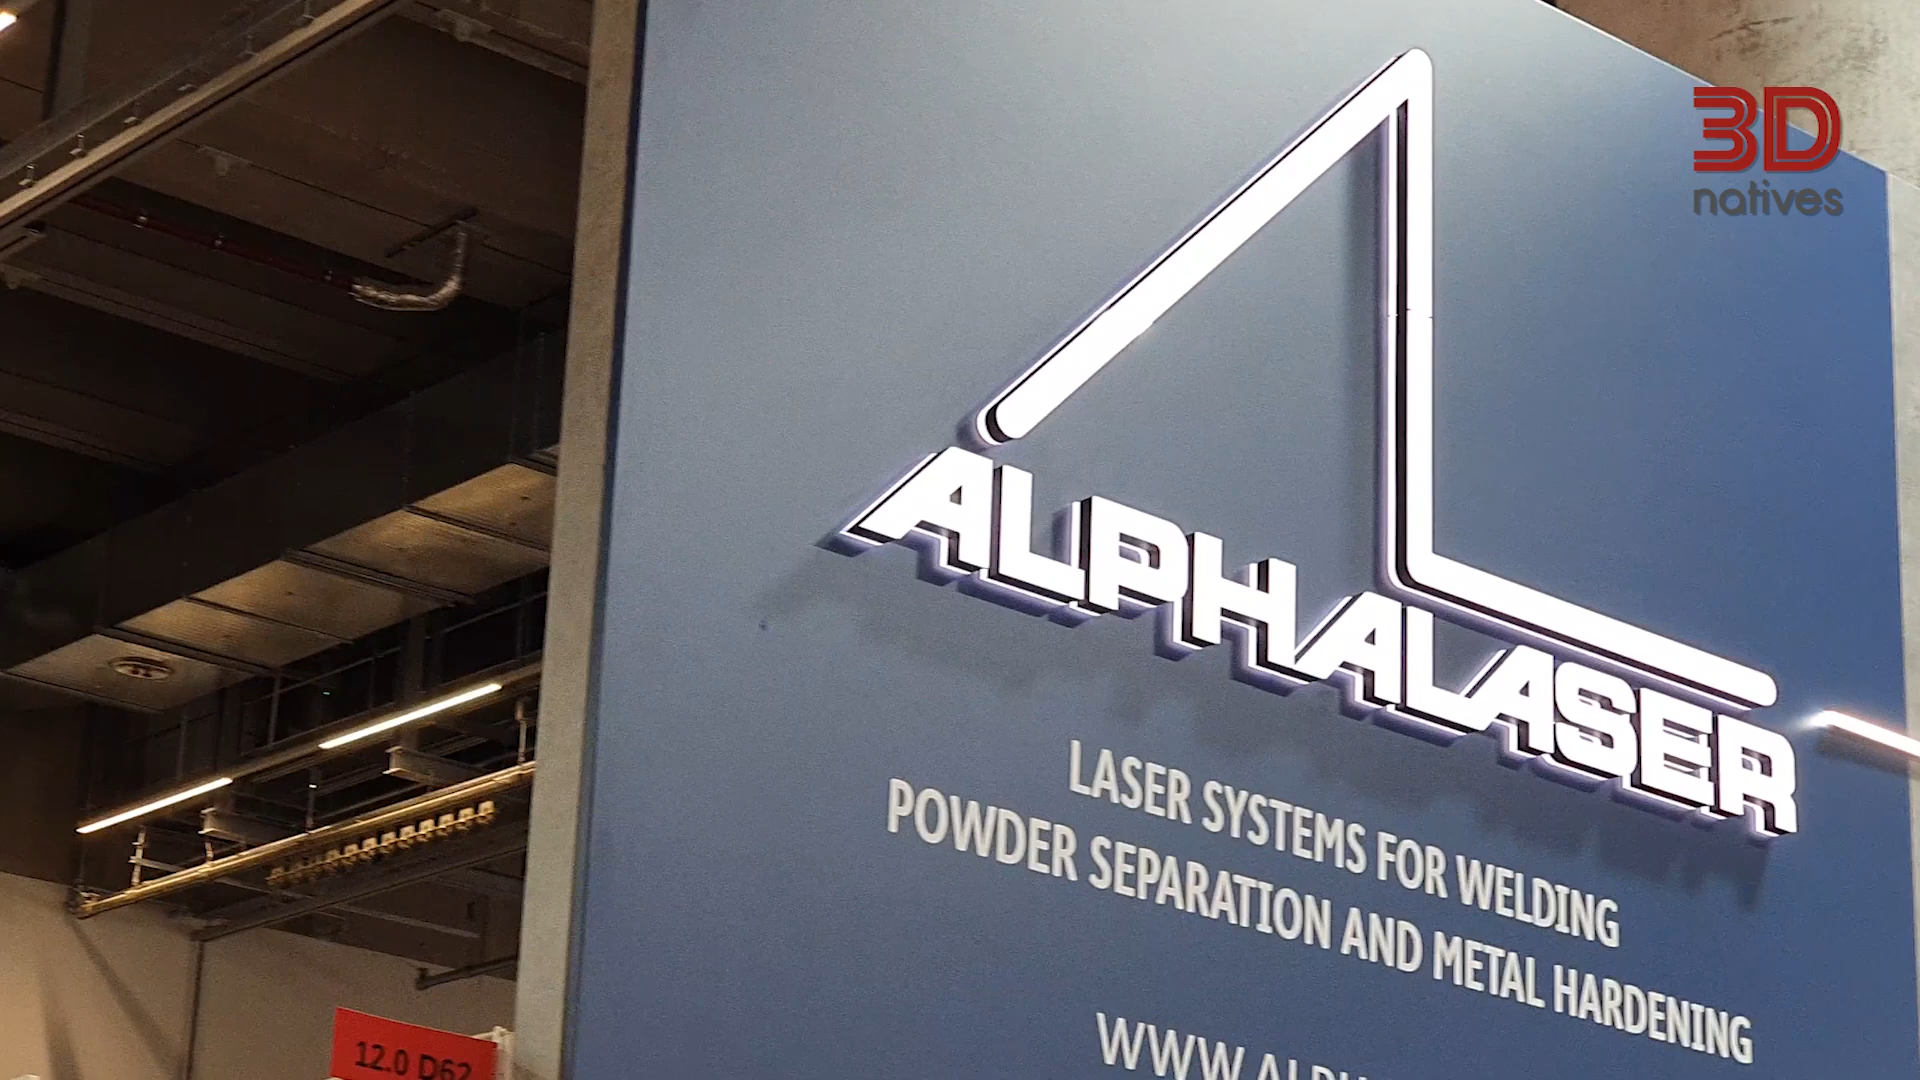 3D
natives
ALPHALASER
LASER SYSTEMS FOR WELDING
POWDER SEPARATION AND METAL HARDENING
12.0 D62